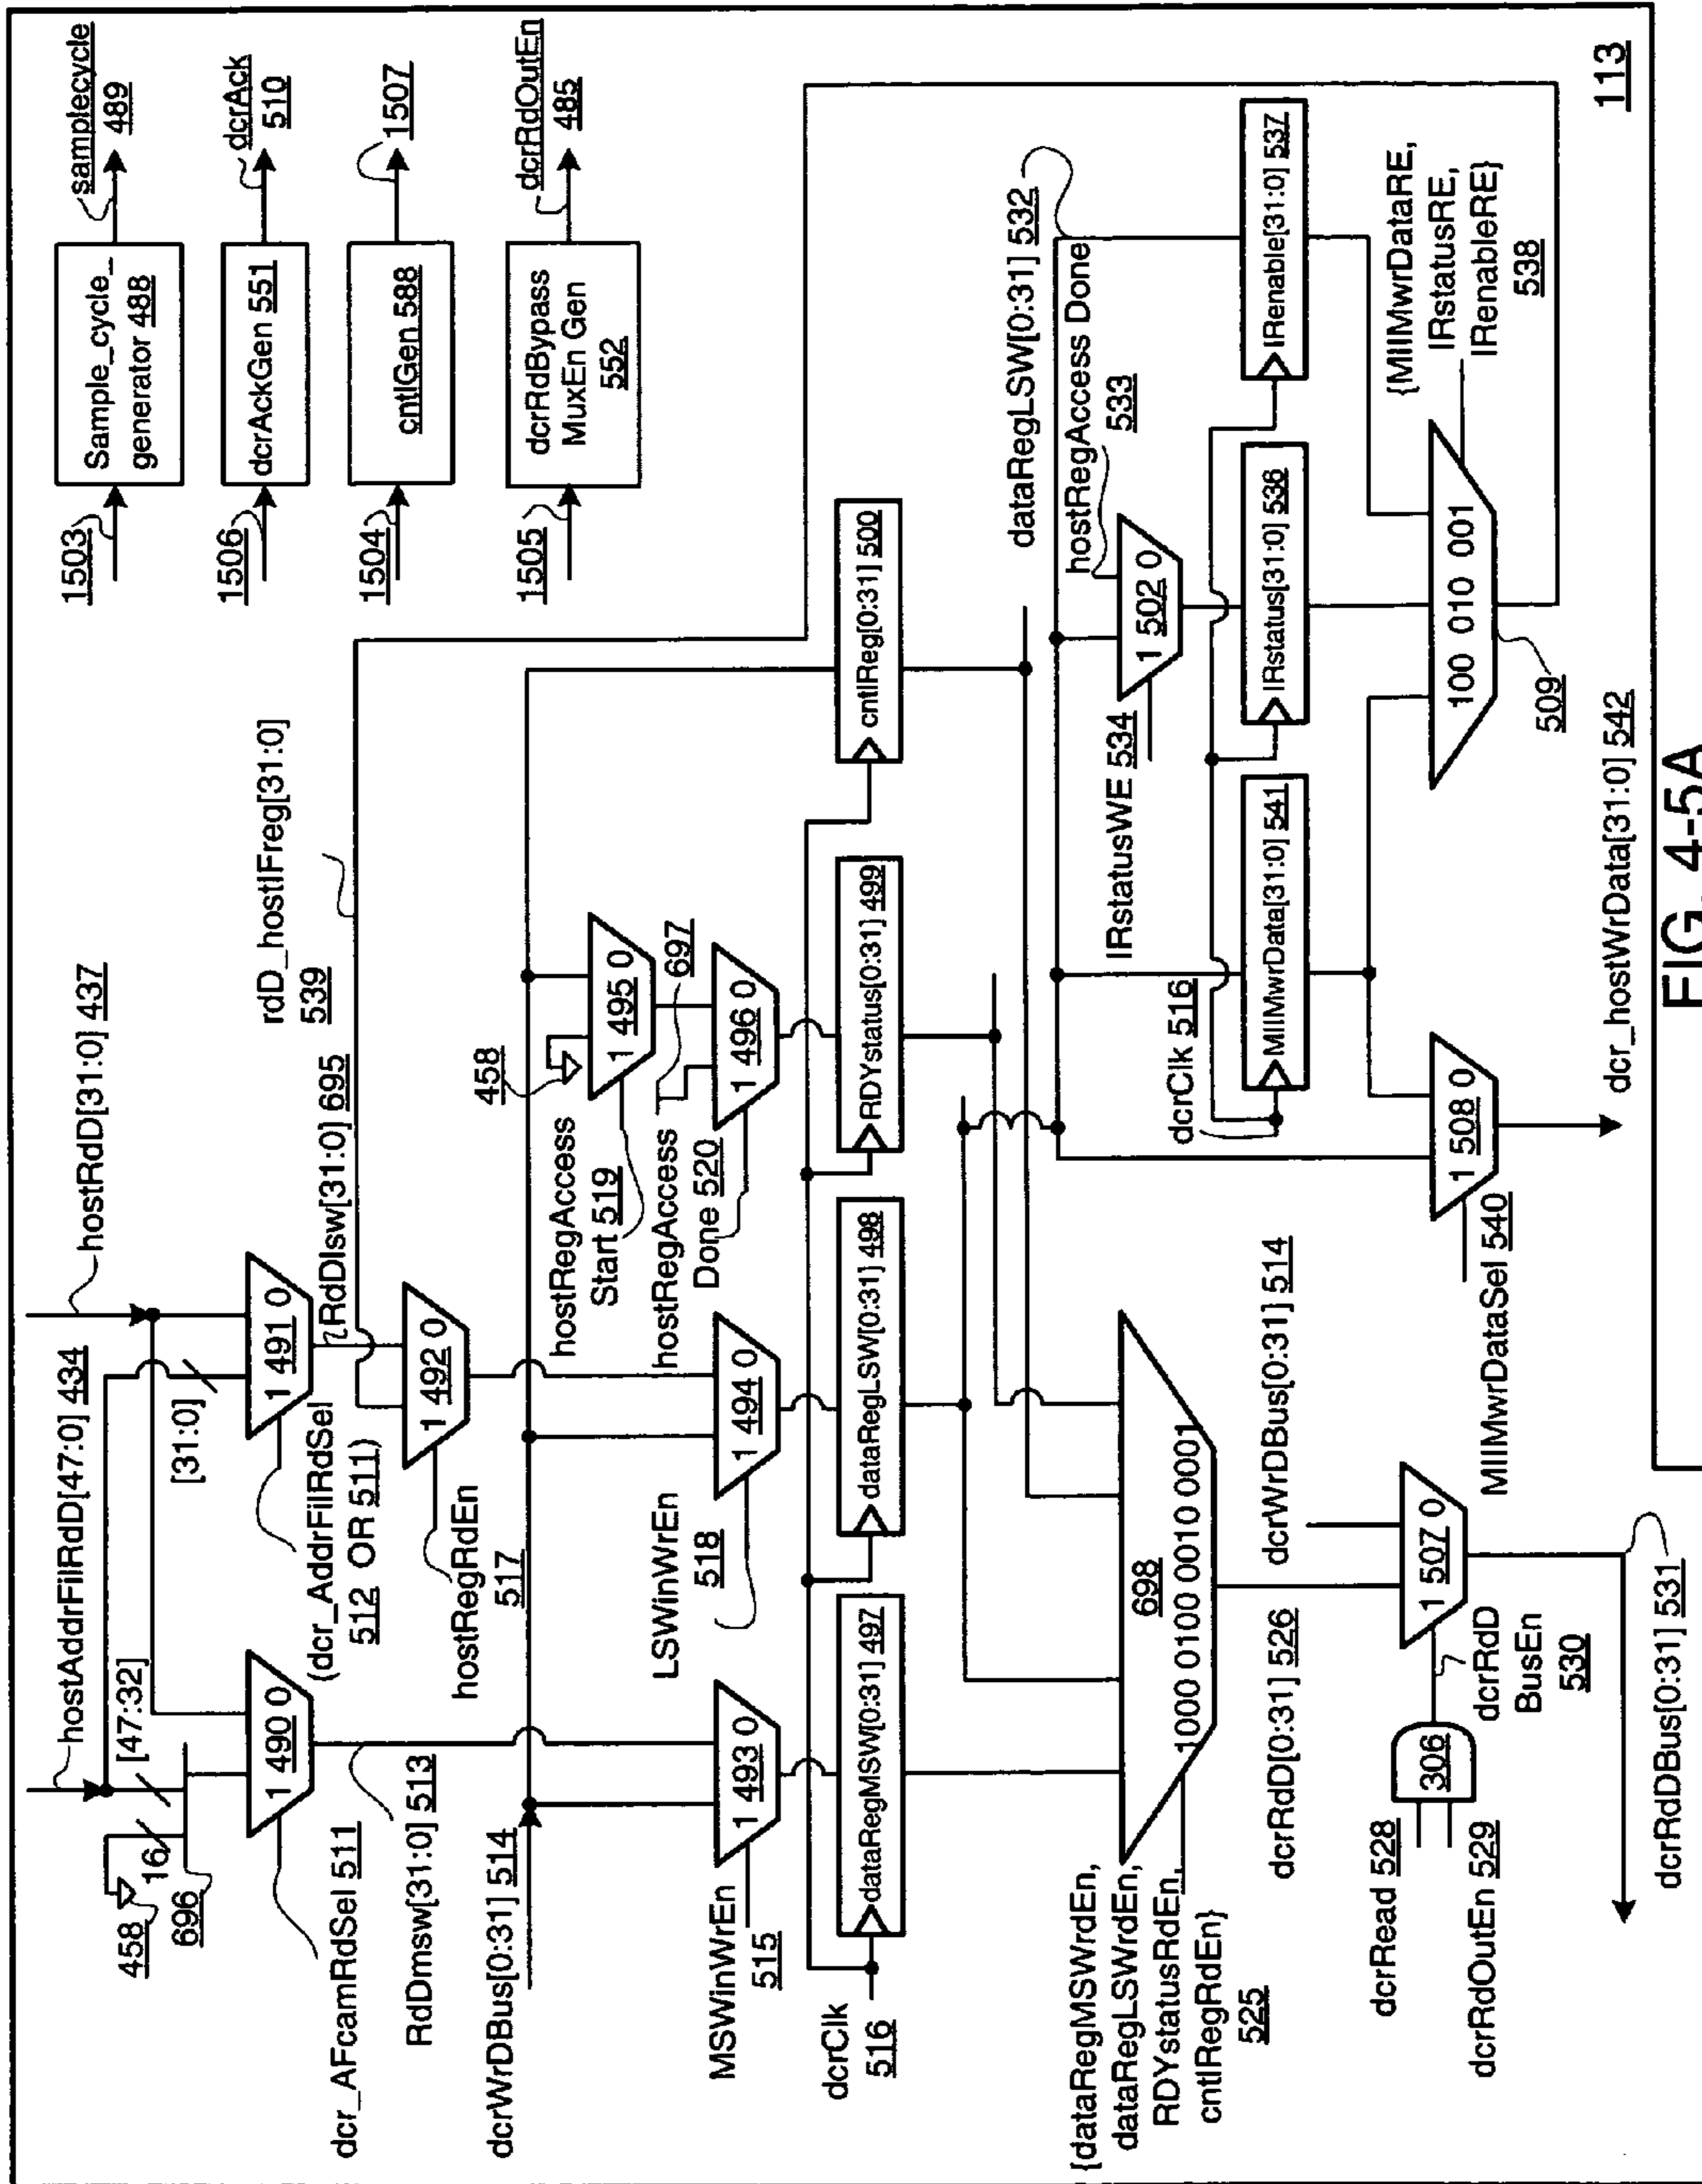 hostAddrFilRdD[47:0] 434
hostRdD[31:0] 437
458
16
[47:32]
696
[31:0]
1 490 0
1 491 0
dcr_AFcamRdSel 511
(dcr_AddrFilRdSel
512 OR 511)
RdDlsw[31:0] 695
rdD_hostIFreg[31:0]
539
RdDmsw[31:0] 513
1 492 0
hostRegRdEn
517
dcrWrDBus[0:31] 514
458
hostRegAccess
Start 519
1 495 0
697
hostRegAccess
Done 520
1 496 0
MSWinWrEn
515
1 493 0
LSWinWrEn
518
1 494 0
dcrClk
516
dataRegMSW[0:31] 497
dataRegLSW[0:31] 498
RDYstatus[0:31] 499
cntlReg[0:31] 500
1503
Sample_cycle_
generator 488
samplecycle
489
1506
dcrAckGen 551
dcrAck
510
1504
cntlGen 588
1507
1505
dcrRdBypass
MuxEn Gen
552
dcrRdOutEn
485
{dataRegMSWrdEn,
dataRegLSWrdEn,
RDYstatusRdEn,
cntlRegRdEn}
525
698
1000 0100 0010 0001
dataRegLSW[0:31] 532
hostRegAccess Done
533
IRstatusWE 534
1 502 0
dcrClk 516
MIIMwrData[31:0] 541
IRstatus[31:0] 536
IRenable[31:0] 537
dcrRdD[0:31] 526
dcrWrDBus[0:31] 514
dcrRead 528
dcrRdOutEn 529
306
dcrRdD
BusEn
530
1 507 0
MIIMwrDataSel 540
1 508 0
100 010 001
509
{MIIMwrDataRE,
IRstatusRE,
IRenableRE}
538
dcrRdDBus[0:31] 531
dcr_hostWrData[31:0] 542
113
FIG. 4-5A